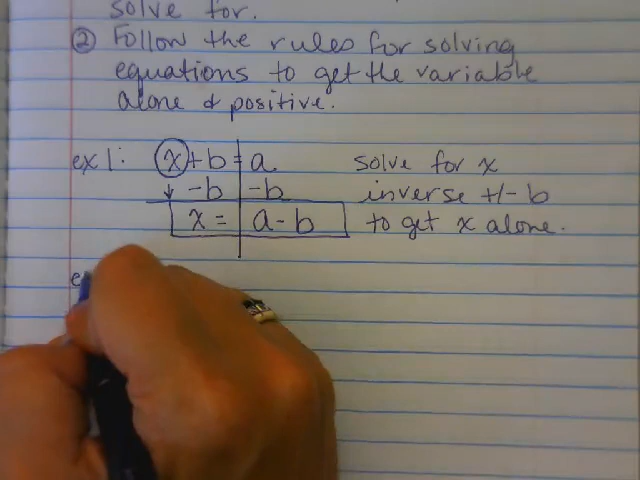 solve for.
② Follow the rules for solving
equations to get the variable
alone & positive.
ex 1: x + b = a solve for x
↓ -b -b inverse +/- b
x = a - b to get x alone.
e